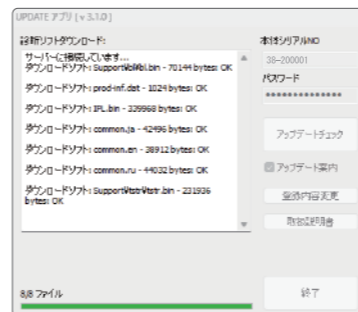 UPDATE アプリ [ v 3.1.0 ]
診断ソフトダウンロード:
サーバーに接続しています...
ダウンロードソフト: Support¥bl¥bl.bin - 70144 bytes: OK
ダウンロードソフト: prod-inf.dat - 1024 bytes: OK
ダウンロードソフト: IPL.bin - 339968 bytes: OK
ダウンロードソフト: common.ja - 42496 bytes: OK
ダウンロードソフト: common.en - 38912 bytes: OK
ダウンロードソフト: common.ru - 44032 bytes: OK
ダウンロードソフト: Support¥tstr¥tstr.bin - 231936
bytes: OK
8/8 ファイル
本体シリアルNO
38-200001
パスワード
**************
アップデートチェック
アップデート案内
登録内容変更
取扱説明書
終了